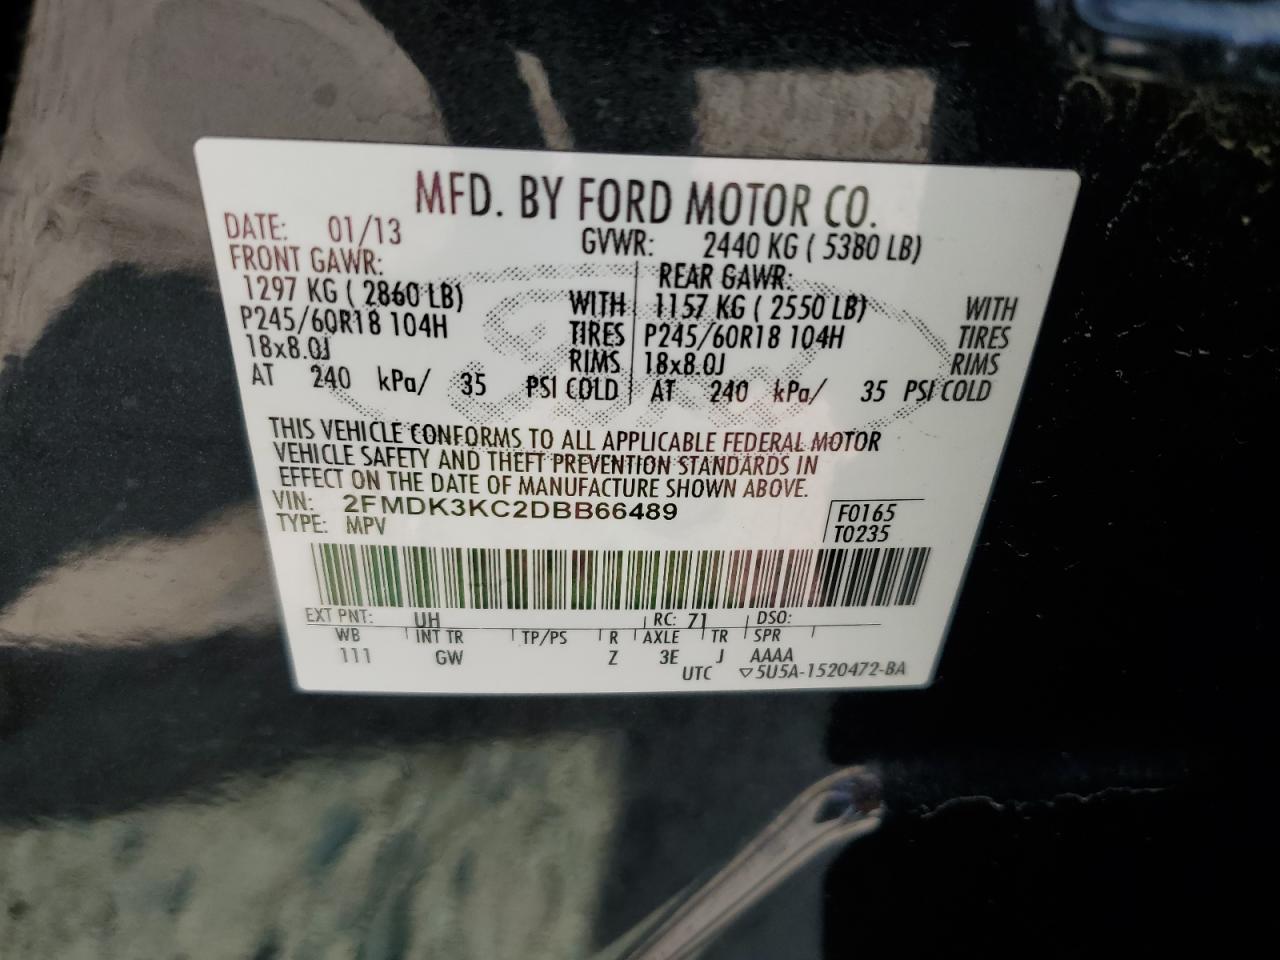 MFD. BY FORD MOTOR CO.
DATE: 01/13 GVWR: 2440 KG ( 5380 LB)
FRONT GAWR: REAR GAWR:
1297 KG ( 2860 LB) WITH 1157 KG ( 2550 LB) WITH
P245/60R18 104H TIRES P245/60R18 104H TIRES
18x8.0J RIMS 18x8.0J RIMS
AT 240 kPa/ 35 PSI COLD AT 240 kPa/ 35 PSI COLD
THIS VEHICLE CONFORMS TO ALL APPLICABLE FEDERAL MOTOR
VEHICLE SAFETY AND THEFT PREVENTION STANDARDS IN
EFFECT ON THE DATE OF MANUFACTURE SHOWN ABOVE.
VIN: 2FMDK3KC2DBB66489 F0165
TYPE: MPV T0235
EXT PNT: UH RC: 71 DSO:
WB INT TR TP/PS R AXLE TR SPR
111 GW Z 3E J AAAA
UTC ▽5U5A-1520472-BA
Ford